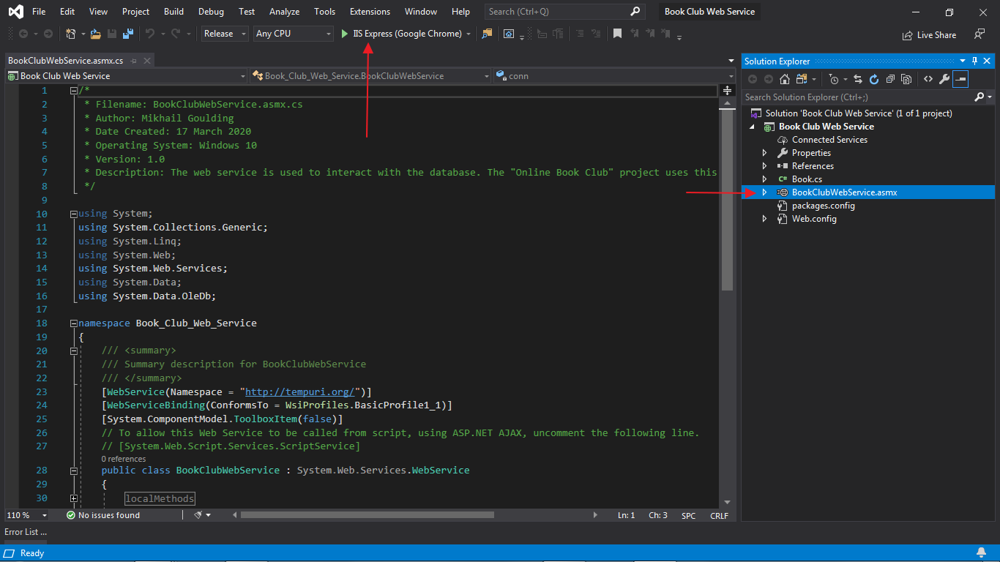 File Edit View Project Build Debug Test Analyze Tools Extensions Window Help Search (Ctrl+Q) Book Club Web Service
Release Any CPU IIS Express (Google Chrome) Live Share
BookClubWebService.asmx.cs
Book Club Web Service Book_Club_Web_Service.BookClubWebService conn
1 /*
2 * Filename: BookClubWebService.asmx.cs
3 * Author: Mikhail Goulding
4 * Date Created: 17 March 2020
5 * Operating System: Windows 10
6 * Version: 1.0
7 * Description: The web service is used to interact with the database. The "Online Book Club" project uses this
8 */
9
10 using System;
11 using System.Collections.Generic;
12 using System.Linq;
13 using System.Web;
14 using System.Web.Services;
15 using System.Data;
16 using System.Data.OleDb;
17
18 namespace Book_Club_Web_Service
19 {
20 /// <summary>
21 /// Summary description for BookClubWebService
22 /// </summary>
23 [WebService(Namespace = "http://tempuri.org/")]
24 [WebServiceBinding(ConformsTo = WsiProfiles.BasicProfile1_1)]
25 [System.ComponentModel.ToolboxItem(false)]
26 // To allow this Web Service to be called from script, using ASP.NET AJAX, uncomment the following line.
27 // [System.Web.Script.Services.ScriptService]
0 references
28 public class BookClubWebService : System.Web.Services.WebService
29 {
30 localMethods
110 % No issues found Ln: 1 Ch: 3 SPC CRLF
Solution Explorer
Search Solution Explorer (Ctrl+;)
Solution 'Book Club Web Service' (1 of 1 project)
Book Club Web Service
Connected Services
Properties
References
C# Book.cs
BookClubWebService.asmx
packages.config
Web.config
Error List ...
Ready